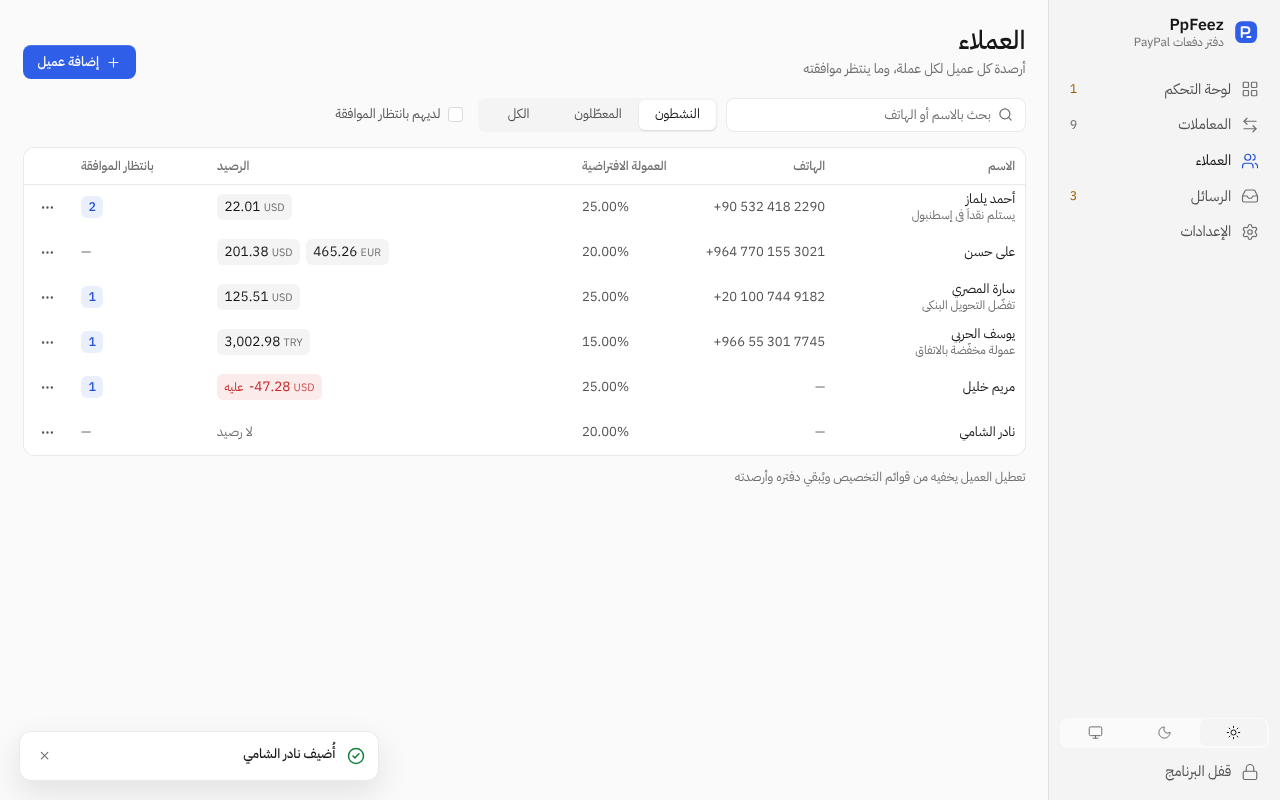 PpFeez
دفتر دفعات PayPal
لوحة التحكم 1
المعاملات 9
العملاء
الرسائل 3
الإعدادات
قفل البرنامج
العملاء
أرصدة كل عميل لكل عملة، وما ينتظر موافقته
إضافة عميل
بحث بالاسم أو الهاتف
النشطون المعطّلون الكل
لديهم بانتظار الموافقة
الاسم الهاتف العمولة الافتراضية الرصيد بانتظار الموافقة
أحمد يلماز +90 532 418 2290 25.00% 22.01 USD 2
يستلم نقداً في إسطنبول
علي حسن +964 770 155 3021 20.00% 465.26 EUR 201.38 USD —
سارة المصري +20 100 744 9182 25.00% 125.51 USD 1
تفضّل التحويل البنكي
يوسف الحربي +966 55 301 7745 15.00% 3,002.98 TRY 1
عمولة مخفّضة بالاتفاق
مريم خليل — 25.00% -47.28 USD عليه 1
نادر الشامي — 20.00% لا رصيد —
تعطيل العميل يخفيه من قوائم التخصيص ويُبقي دفتره وأرصدته
أُضيف نادر الشامي